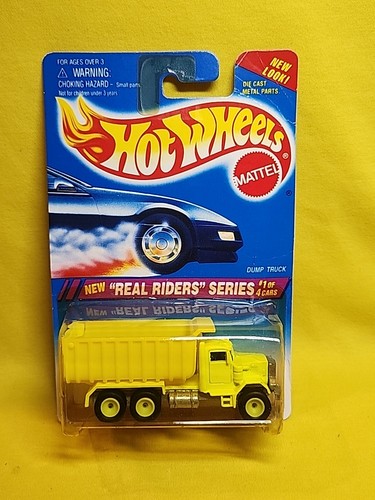 FOR AGES OVER 3
⚠ WARNING:
CHOKING HAZARD - Small parts
Not for children under 3 years
NEW LOOK!
DIE CAST
METAL PARTS
HOT WHEELS®
MATTEL®
DUMP TRUCK
NEW "REAL RIDERS" SERIES #1 OF 4 CARS